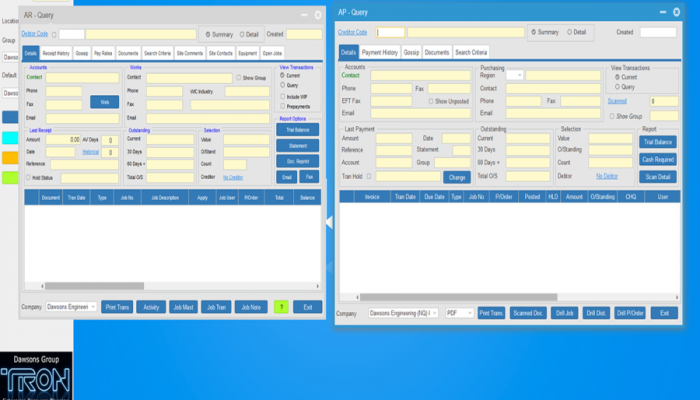 Locatio
Group
Dawso
Default
Dawso
AR - Query
Debtor Code
Summary Detail Created
Details Receipt History Gossip Pay Rates Documents Search Criteria Site Comments Site Contacts Equipment Open Jobs
Accounts Works View Transactions
Contact Contact Show Group Current
Phone Web Phone WIC Industry Query
Fax Fax Include WIP
Email Email Prepayments
Last Receipt Outstanding Selection Report Options
Amount 0.00 AV Days 0 Current Value Trial Balance
Date Historical 0 30 Days O/Stand Statement
Reference 60 Days + Count Doc. Reprint
Hold Status Total O/S Creditor No Creditor Email Fax
Document Tran Date Type Job No Job Description Apply Job User P/Order Total Balance
Company Dawsons Engineeri Print Trans Activity Job Mast Job Tran Job Note ? Exit
AP - Query
Creditor Code Summary Detail Created
Details Payment History Gossip Documents Search Criteria
Accounts Purchasing View Transactions
Contact Region Current
Phone Fax Contact Query
EFT Fax Show Unposted Phone Fax Scanned 0
Email Email Show Group
Last Payment Outstanding Selection Report
Amount Date Current Value Trial Balance
Reference Statement 30 Days O/Standing Cash Required
Account Group 60 Days + Count Scan Detail
Tran Hold Change Total O/S Debtor No Debtor
Invoice Tran Date Due Date Type Job No P/Order Posted HLD Amount O/Standing CHQ User
Company Dawsons Engineering (NQ) PDF Print Trans Scanned Doc. Drill Job Drill Dist. Drill P/Order Exit
Dawsons Group
TRON